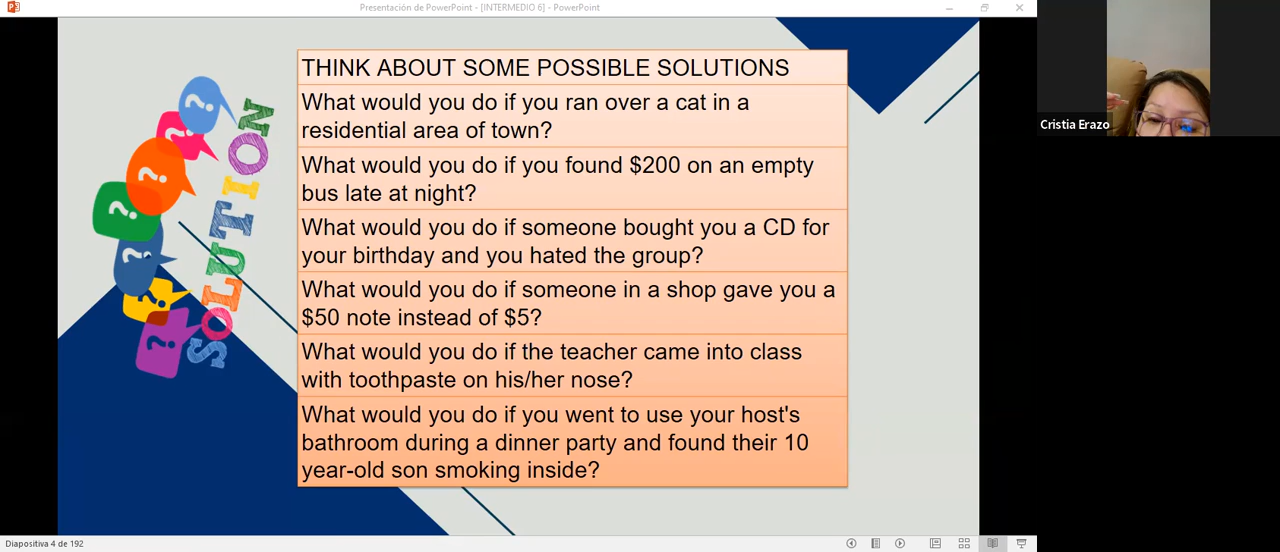 Presentación de PowerPoint - [INTERMEDIO 6] - PowerPoint
THINK ABOUT SOME POSSIBLE SOLUTIONS
What would you do if you ran over a cat in a
residential area of town?
What would you do if you found $200 on an empty
bus late at night?
What would you do if someone bought you a CD for
your birthday and you hated the group?
What would you do if someone in a shop gave you a
$50 note instead of $5?
What would you do if the teacher came into class
with toothpaste on his/her nose?
What would you do if you went to use your host's
bathroom during a dinner party and found their 10
year-old son smoking inside?
SOLUTION
? ? ? ? ? ? ?
Cristia Erazo
Diapositiva 4 de 192